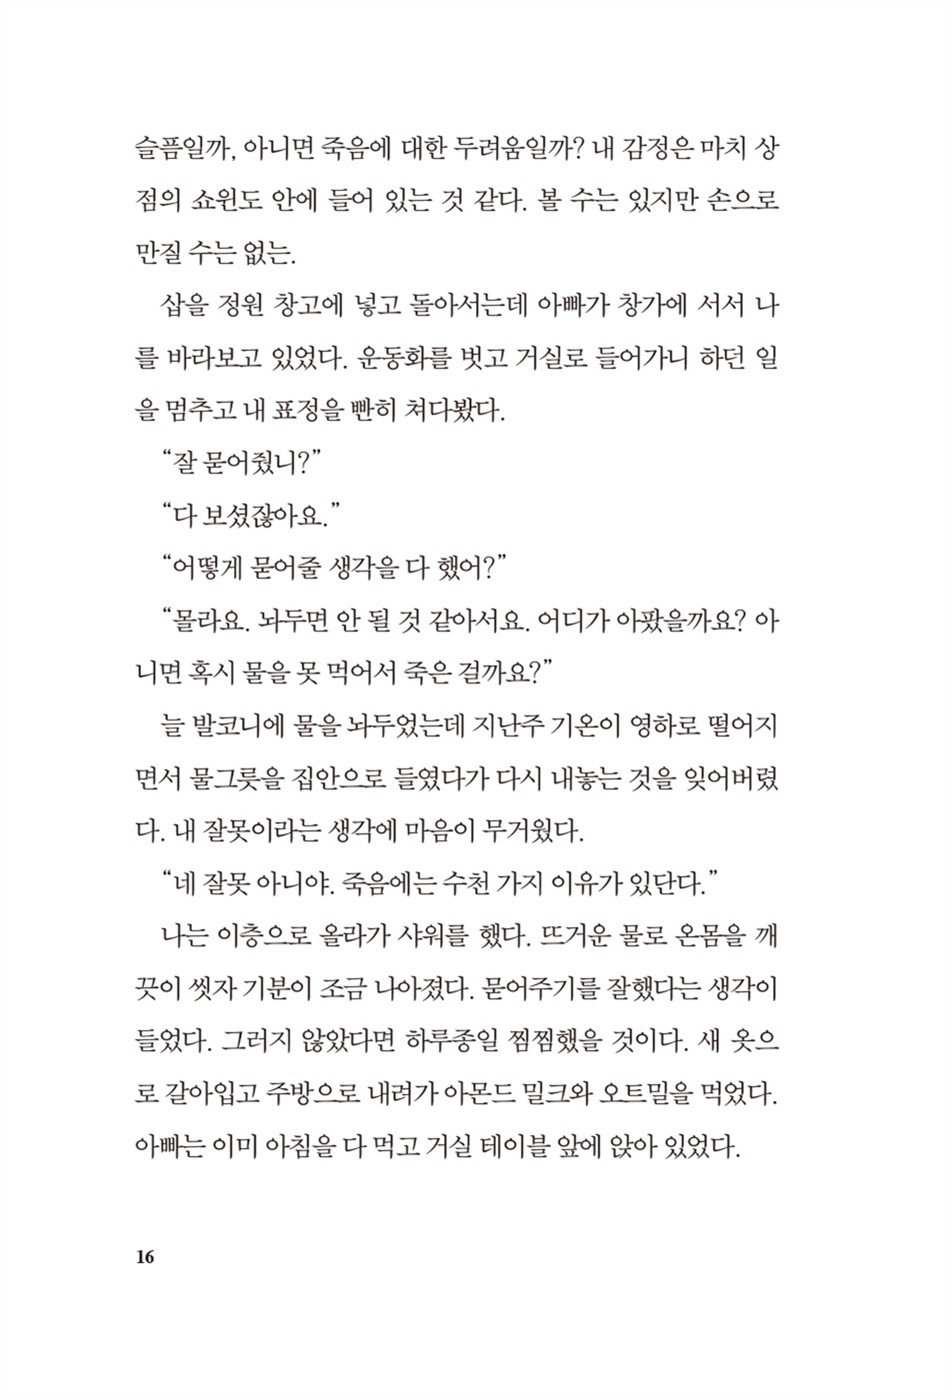 슬픔일까, 아니면 죽음에 대한 두려움일까? 내 감정은 마치 상
점의 쇼윈도 안에 들어 있는 것 같다. 볼 수는 있지만 손으로
만질 수는 없는.
삽을 정원 창고에 넣고 돌아서는데 아빠가 창가에 서서 나
를 바라보고 있었다. 운동화를 벗고 거실로 들어가니 하던 일
을 멈추고 내 표정을 빤히 쳐다봤다.
“잘 묻어줬니?”
“다 보셨잖아요.”
“어떻게 묻어줄 생각을 다 했어?”
“몰라요. 놔두면 안 될 것 같아서요. 어디가 아팠을까요? 아
니면 혹시 물을 못 먹어서 죽은 걸까요?”
늘 발코니에 물을 놔두었는데 지난주 기온이 영하로 떨어지
면서 물그릇을 집안으로 들였다가 다시 내놓는 것을 잊어버렸
다. 내 잘못이라는 생각에 마음이 무거웠다.
“네 잘못 아니야. 죽음에는 수천 가지 이유가 있단다.”
나는 이층으로 올라가 샤워를 했다. 뜨거운 물로 온몸을 깨
끗이 씻자 기분이 조금 나아졌다. 묻어주기를 잘했다는 생각이
들었다. 그러지 않았다면 하루종일 찜찜했을 것이다. 새 옷으
로 갈아입고 주방으로 내려가 아몬드 밀크와 오트밀을 먹었다.
아빠는 이미 아침을 다 먹고 거실 테이블 앞에 앉아 있었다.
16